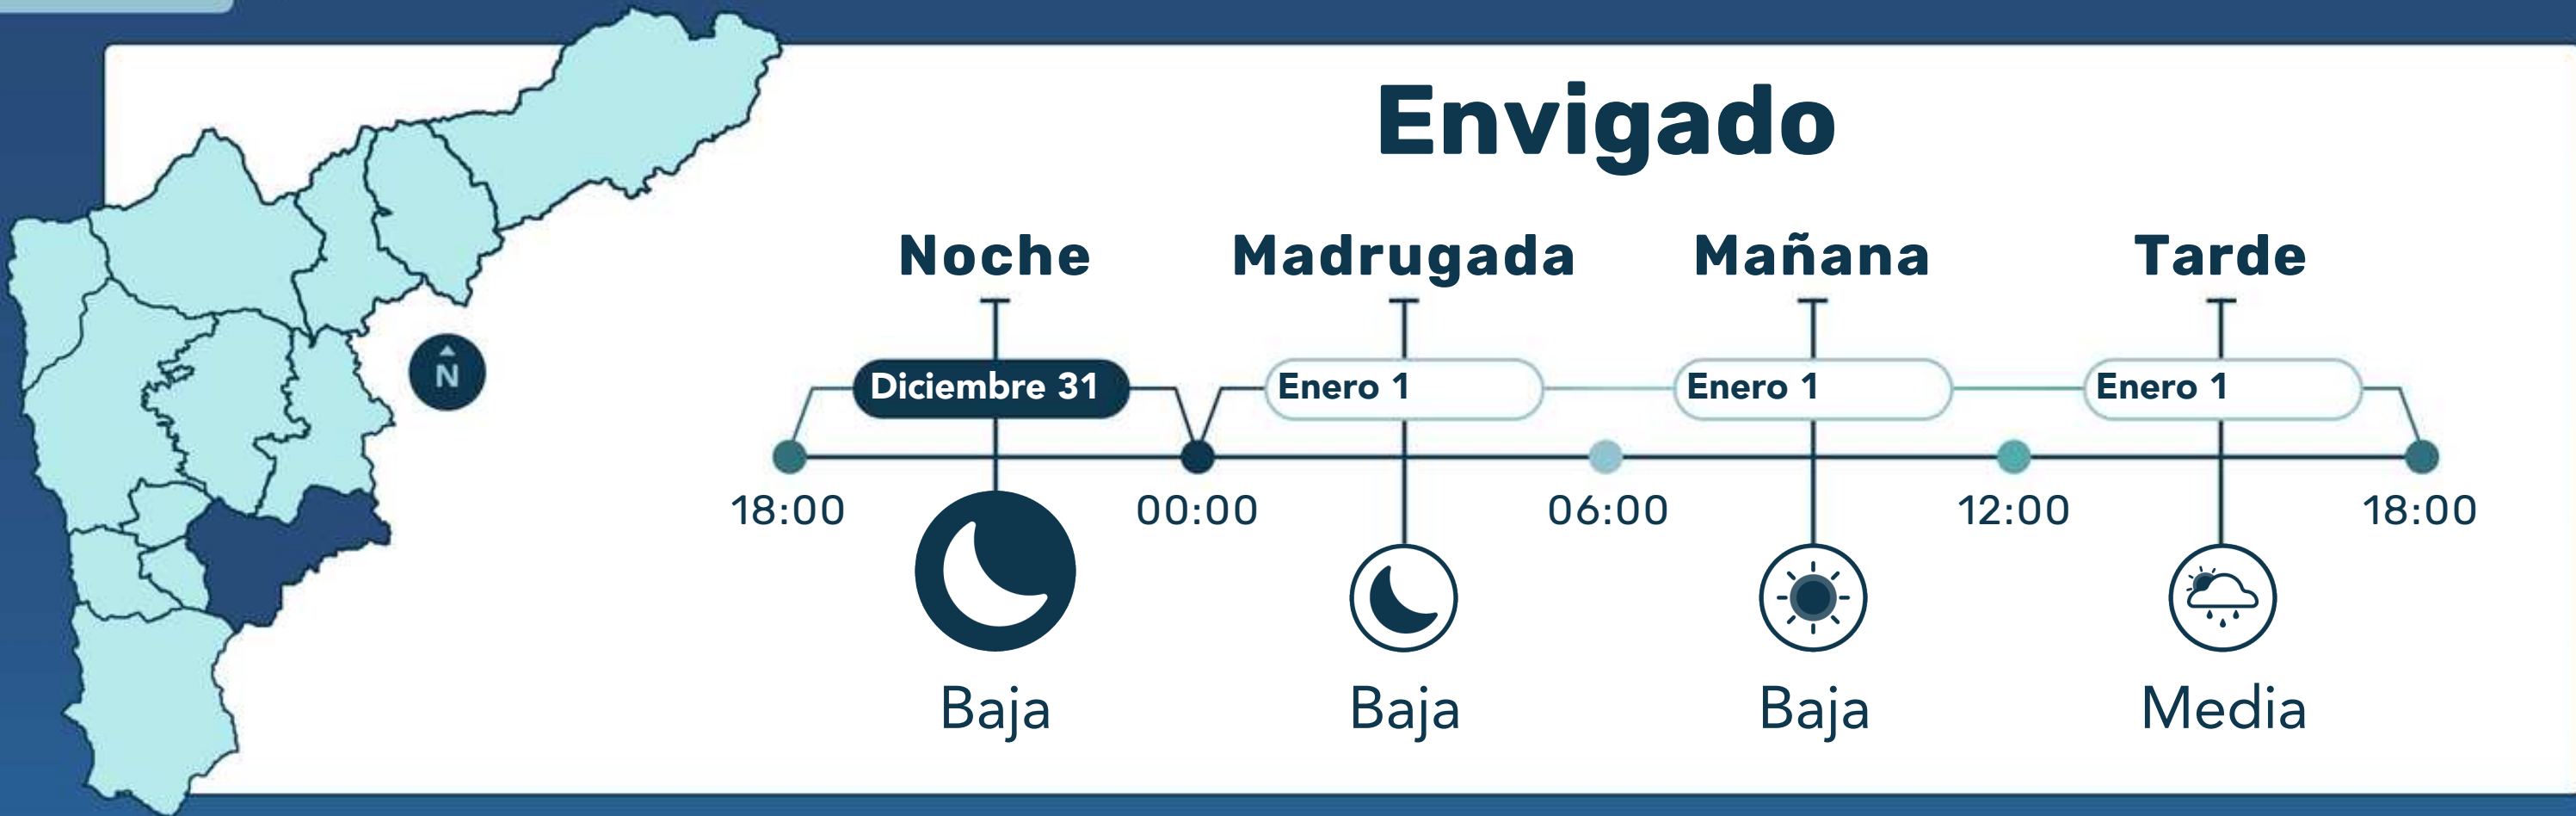 Envigado
Noche Madrugada Mañana Tarde
N
Diciembre 31 Enero 1 Enero 1 Enero 1
18:00 00:00 06:00 12:00 18:00
Baja Baja Baja Media